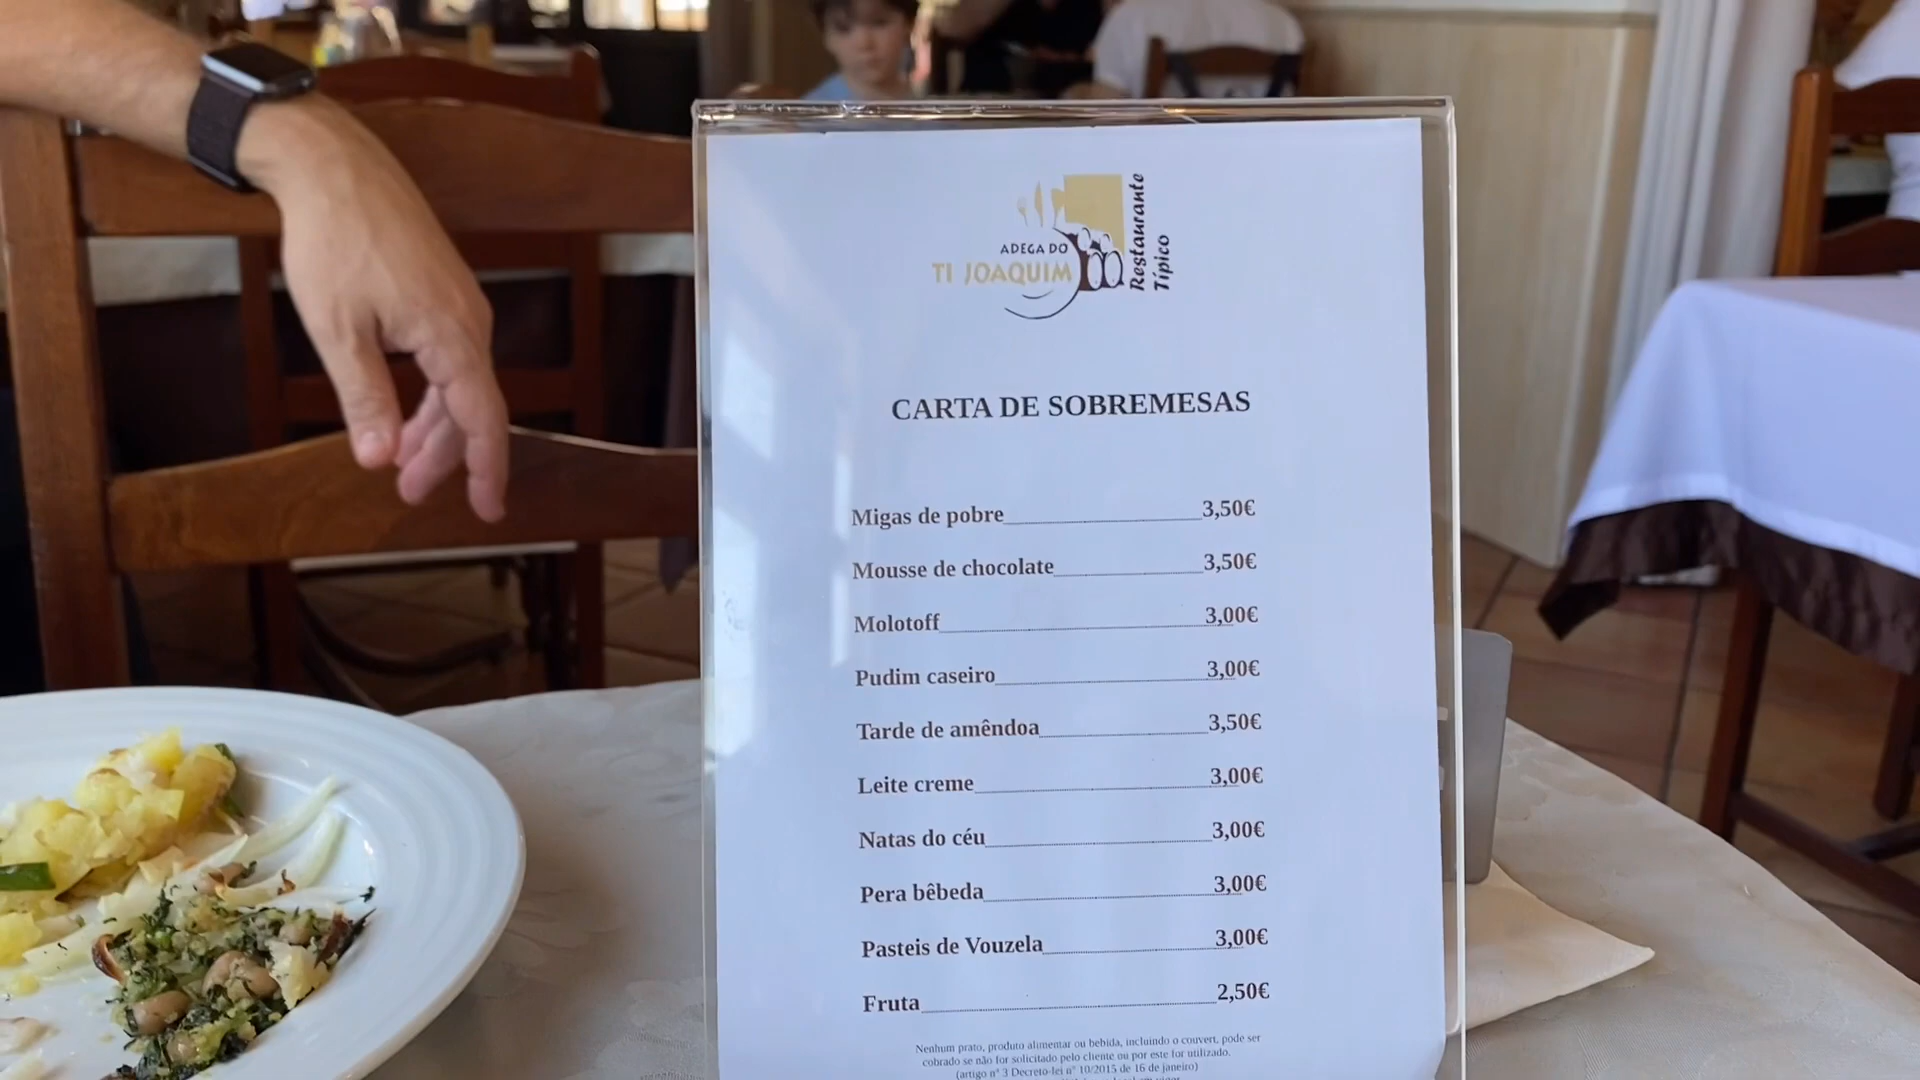 ADEGA DO
TI JOAQUIM
Restaurante
Típico
CARTA DE SOBREMESAS
Migas de pobre 3,50€
Mousse de chocolate 3,50€
Molotoff 3,00€
Pudim caseiro 3,00€
Tarde de amêndoa 3,50€
Leite creme 3,00€
Natas do céu 3,00€
Pera bêbeda 3,00€
Pasteis de Vouzela 3,00€
Fruta 2,50€
Nenhum prato, produto alimentar ou bebida, incluindo o couvert, pode ser
cobrado se não for solicitado pelo cliente ou por este for utilizado.
(artigo nº 3 Decreto-lei nº 10/2015 de 16 de janeiro)